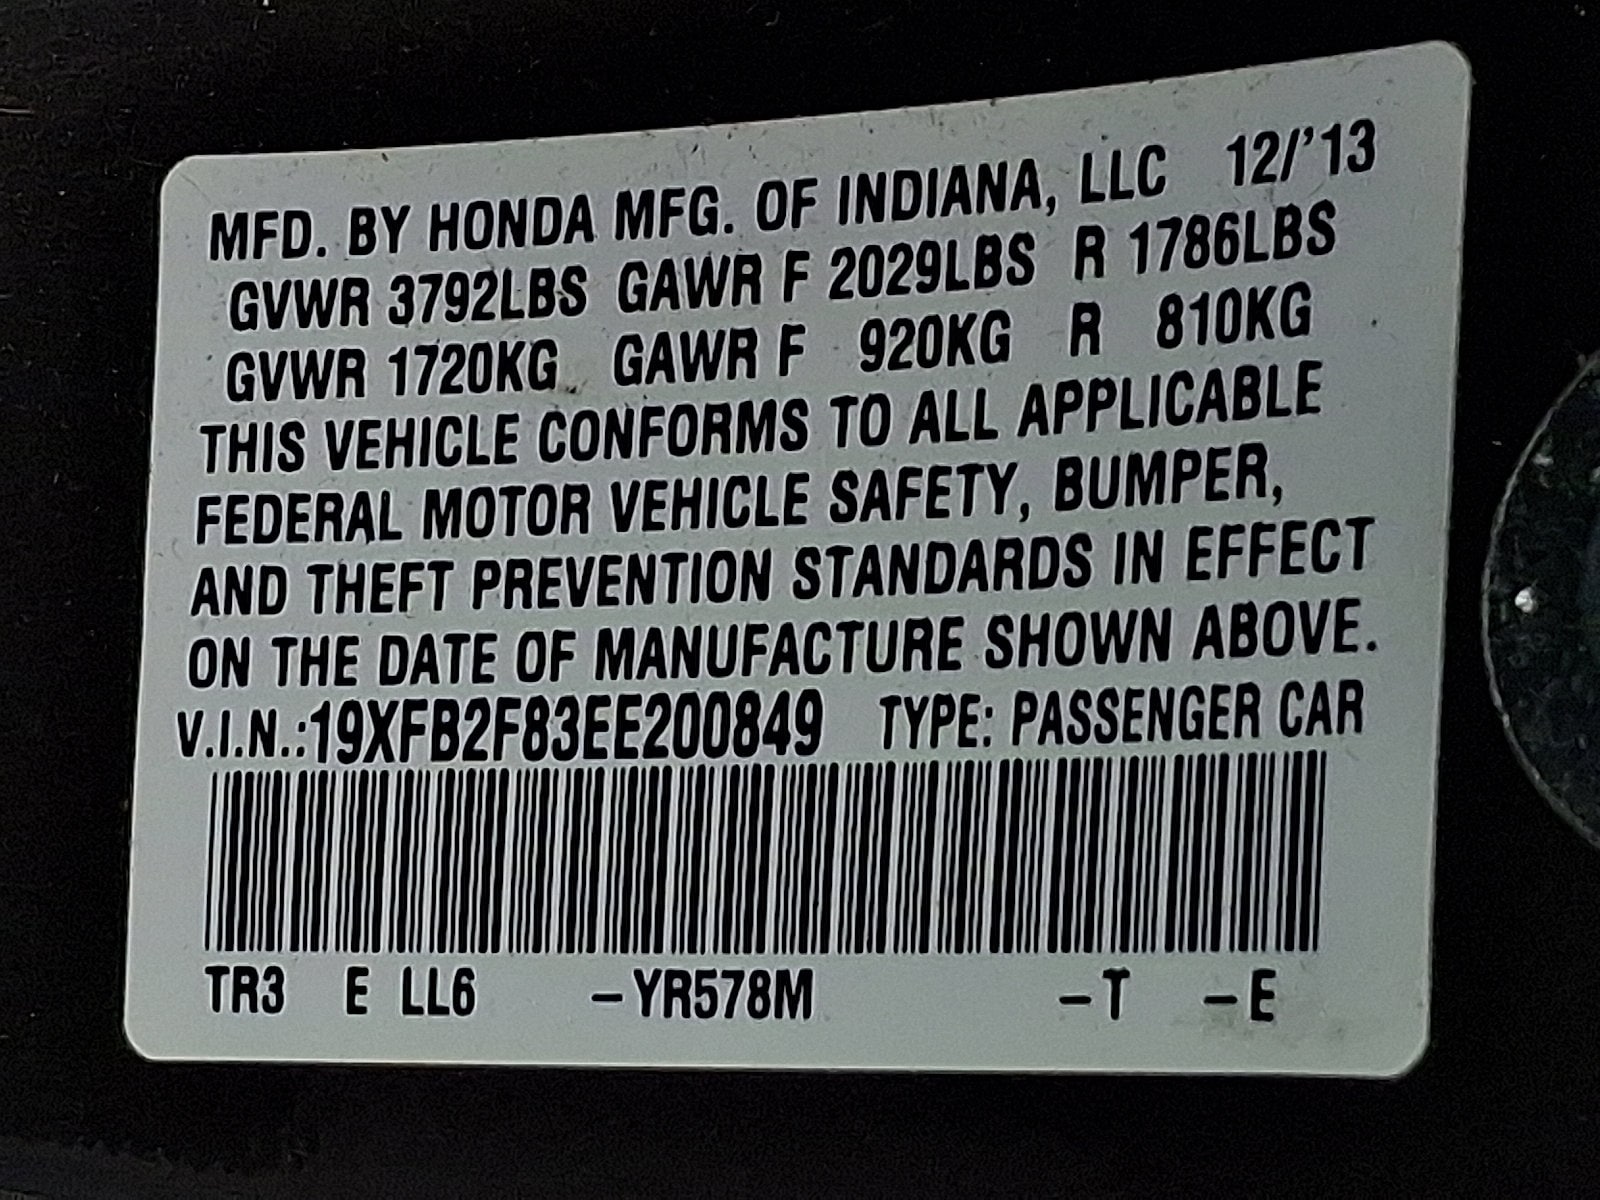 MFD. BY HONDA MFG. OF INDIANA, LLC 12/'13
GVWR 3792LBS GAWR F 2029LBS R 1786LBS
GVWR 1720KG GAWR F 920KG R 810KG
THIS VEHICLE CONFORMS TO ALL APPLICABLE
FEDERAL MOTOR VEHICLE SAFETY, BUMPER,
AND THEFT PREVENTION STANDARDS IN EFFECT
ON THE DATE OF MANUFACTURE SHOWN ABOVE.
V.I.N.:19XFB2F83EE200849 TYPE: PASSENGER CAR
TR3 E LL6 –YR578M –T –E